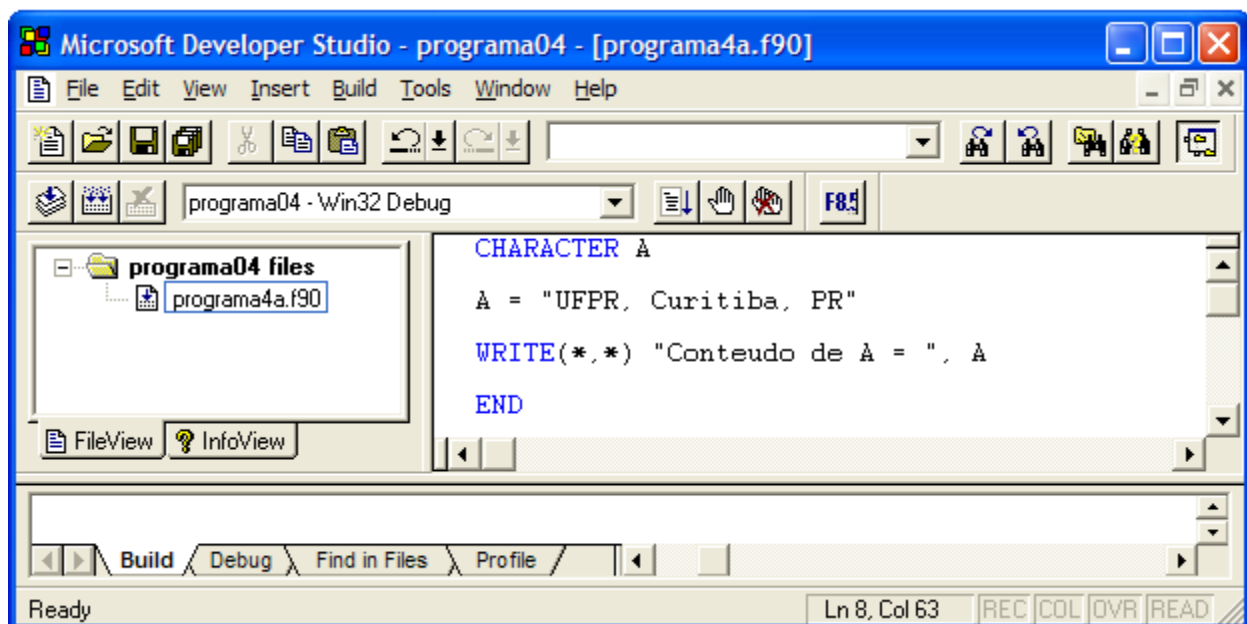 Microsoft Developer Studio - programa04 - [programa4a.f90]
File Edit View Insert Build Tools Window Help
programa04 - Win32 Debug
F8.5
programa04 files
programa4a.f90
FileView InfoView
CHARACTER A
A = "UFPR, Curitiba, PR"
WRITE(*,*) "Conteudo de A = ", A
END
Build Debug Find in Files Profile
Ready Ln 8, Col 63 REC COL OVR READ